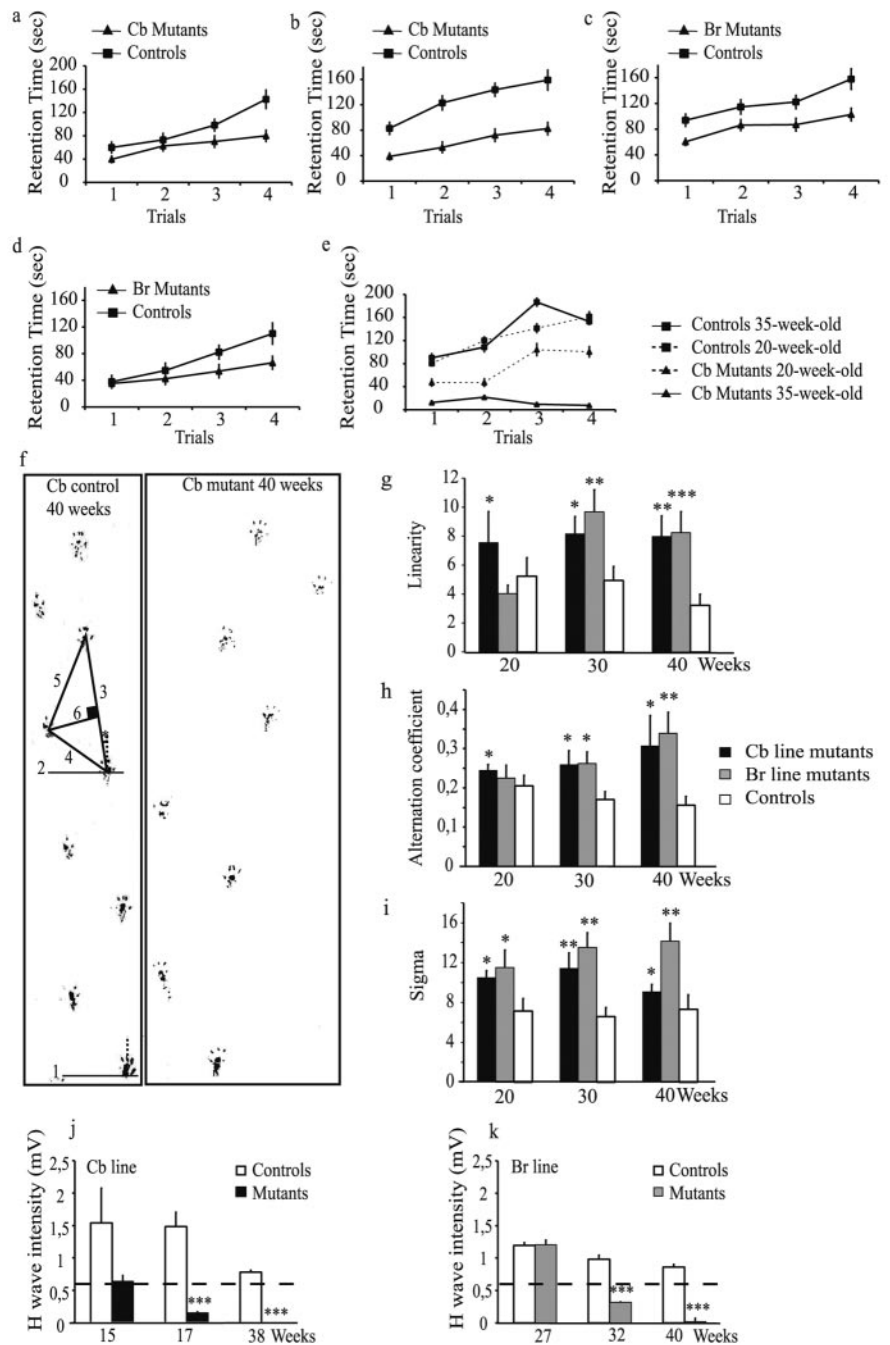 a
Cb Mutants
Controls
Retention Time (sec)
200
160
120
80
40
0
1 2 3 4
Trials
b
Cb Mutants
Controls
Retention Time (sec)
160
120
80
40
0
1 2 3 4
Trials
c
Br Mutants
Controls
Retention Time (sec)
160
120
80
40
0
1 2 3 4
Trials
d
Br Mutants
Controls
Retention Time (sec)
160
120
80
40
0
1 2 3 4
Trials
e
Retention Time (sec)
200
160
120
80
40
0
1 2 3 4
Trials
Controls 35-week-old
Controls 20-week-old
Cb Mutants 20-week-old
Cb Mutants 35-week-old
f
Cb control
40 weeks
Cb mutant 40 weeks
5
3
6
4
2
1
g
Linearity
12
10
8
6
4
2
0
* * ** ** ***
20 30 40 Weeks
h
Alternation coefficient
0,4
0,3
0,2
0,1
0
* * * * **
20 30 40 Weeks
Cb line mutants
Br line mutants
Controls
i
Sigma
16
12
8
4
0
* * ** ** * **
20 30 40 Weeks
j
H wave intensity (mV)
2,5
2
1,5
1
0,5
0
Cb line
Controls
Mutants
*** ***
15 17 38 Weeks
k
H wave intensity (mV)
2,5
2
1,5
1
0,5
0
Br line
Controls
Mutants
*** ***
27 32 40 Weeks